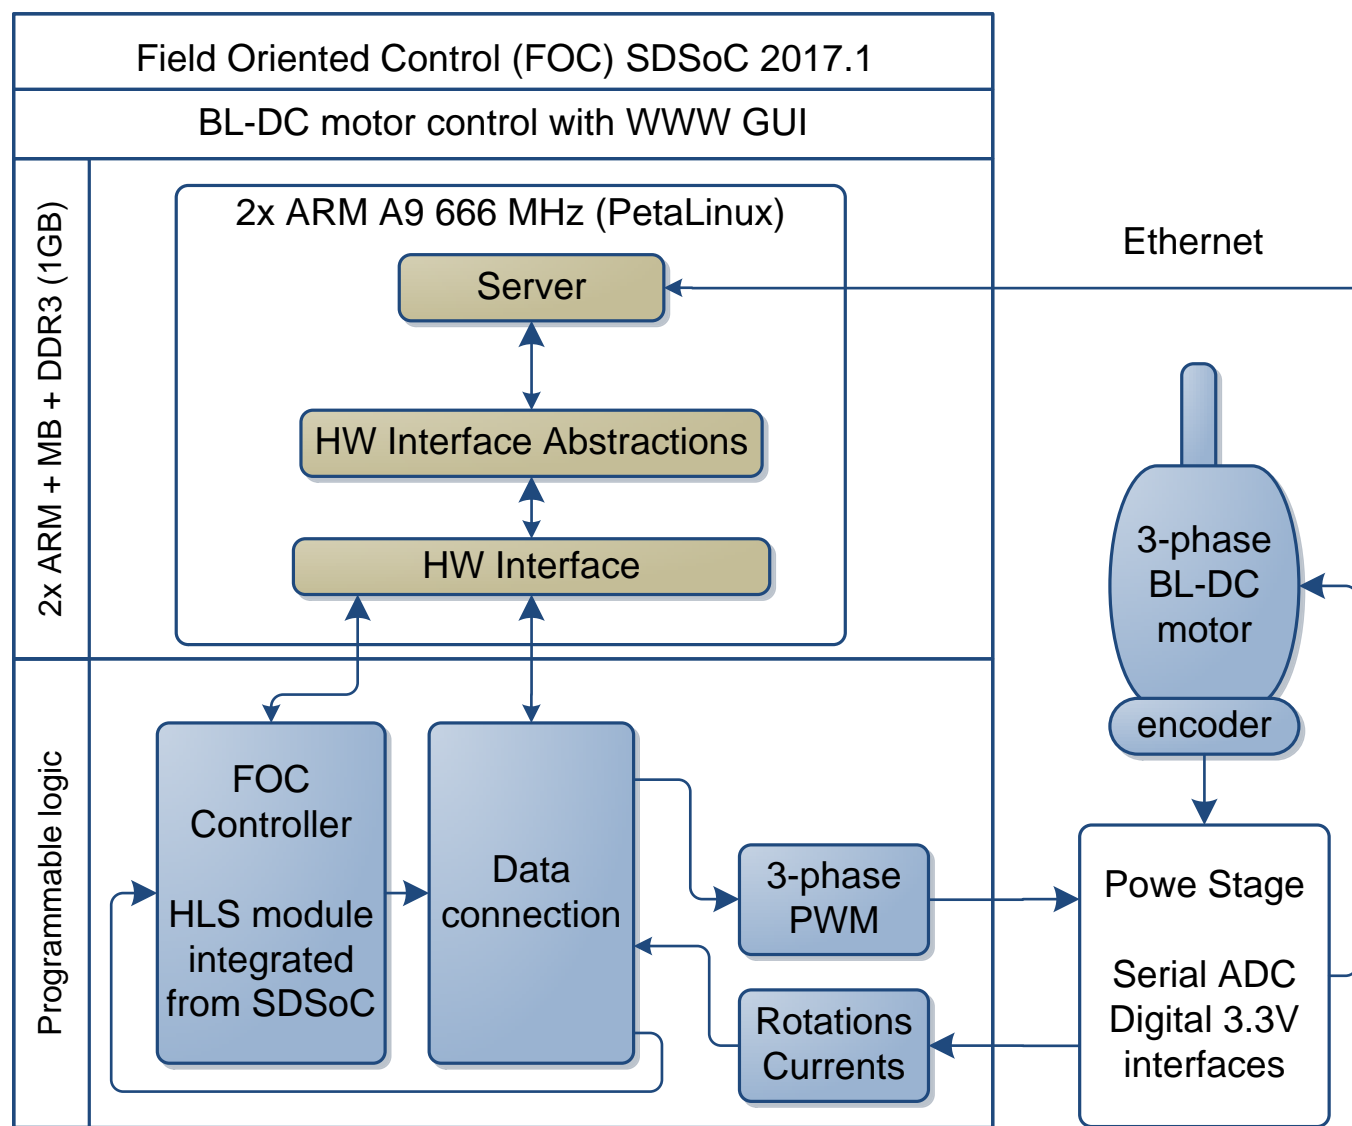 Field Oriented Control (FOC) SDSoC 2017.1
BL-DC motor control with WWW GUI
2x ARM + MB + DDR3 (1GB)
2x ARM A9 666 MHz (PetaLinux)
Server
HW Interface Abstractions
HW Interface
Ethernet
3-phase
BL-DC
motor
encoder
Programmable logic
FOC
Controller
HLS module
integrated
from SDSoC
Data
connection
3-phase
PWM
Rotations
Currents
Powe Stage
Serial ADC
Digital 3.3V
interfaces